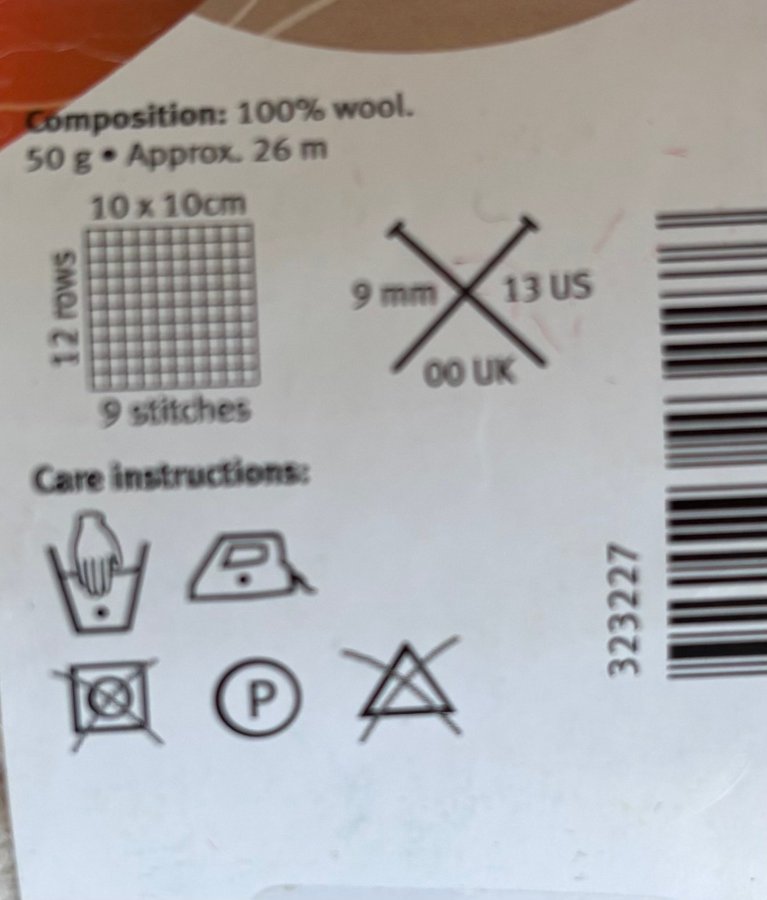 Composition: 100% wool.
50 g • Approx. 26 m
10 x 10cm
12 rows
9 stitches
9 mm
13 US
00 UK
Care instructions:
P
323227